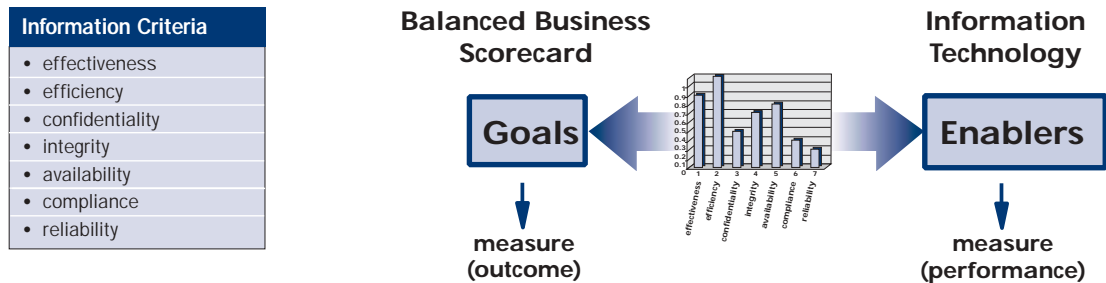 Information Criteria
• effectiveness
• efficiency
• confidentiality
• integrity
• availability
• compliance
• reliability
Balanced Business
Scorecard
Goals
measure
(outcome)
1
0.9
0.8
0.7
0.6
0.5
0.4
0.3
0.2
0.1
0
1 2 3 4 5 6 7
effectiveness
efficiency
confidentiality
integrity
availability
compliance
reliability
Information
Technology
Enablers
measure
(performance)